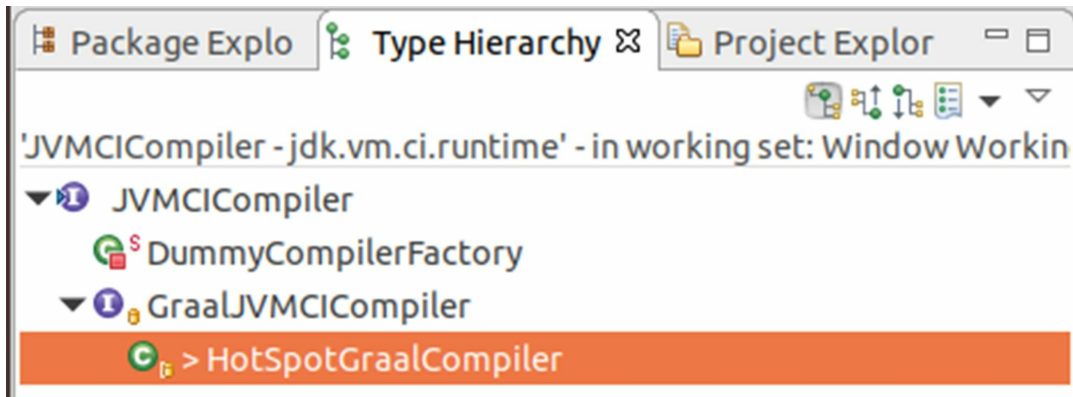 Package Explo Type Hierarchy Project Explor
'JVMCICompiler - jdk.vm.ci.runtime' - in working set: Window Workin
JVMCICompiler
DummyCompilerFactory
GraalJVMCICompiler
> HotSpotGraalCompiler